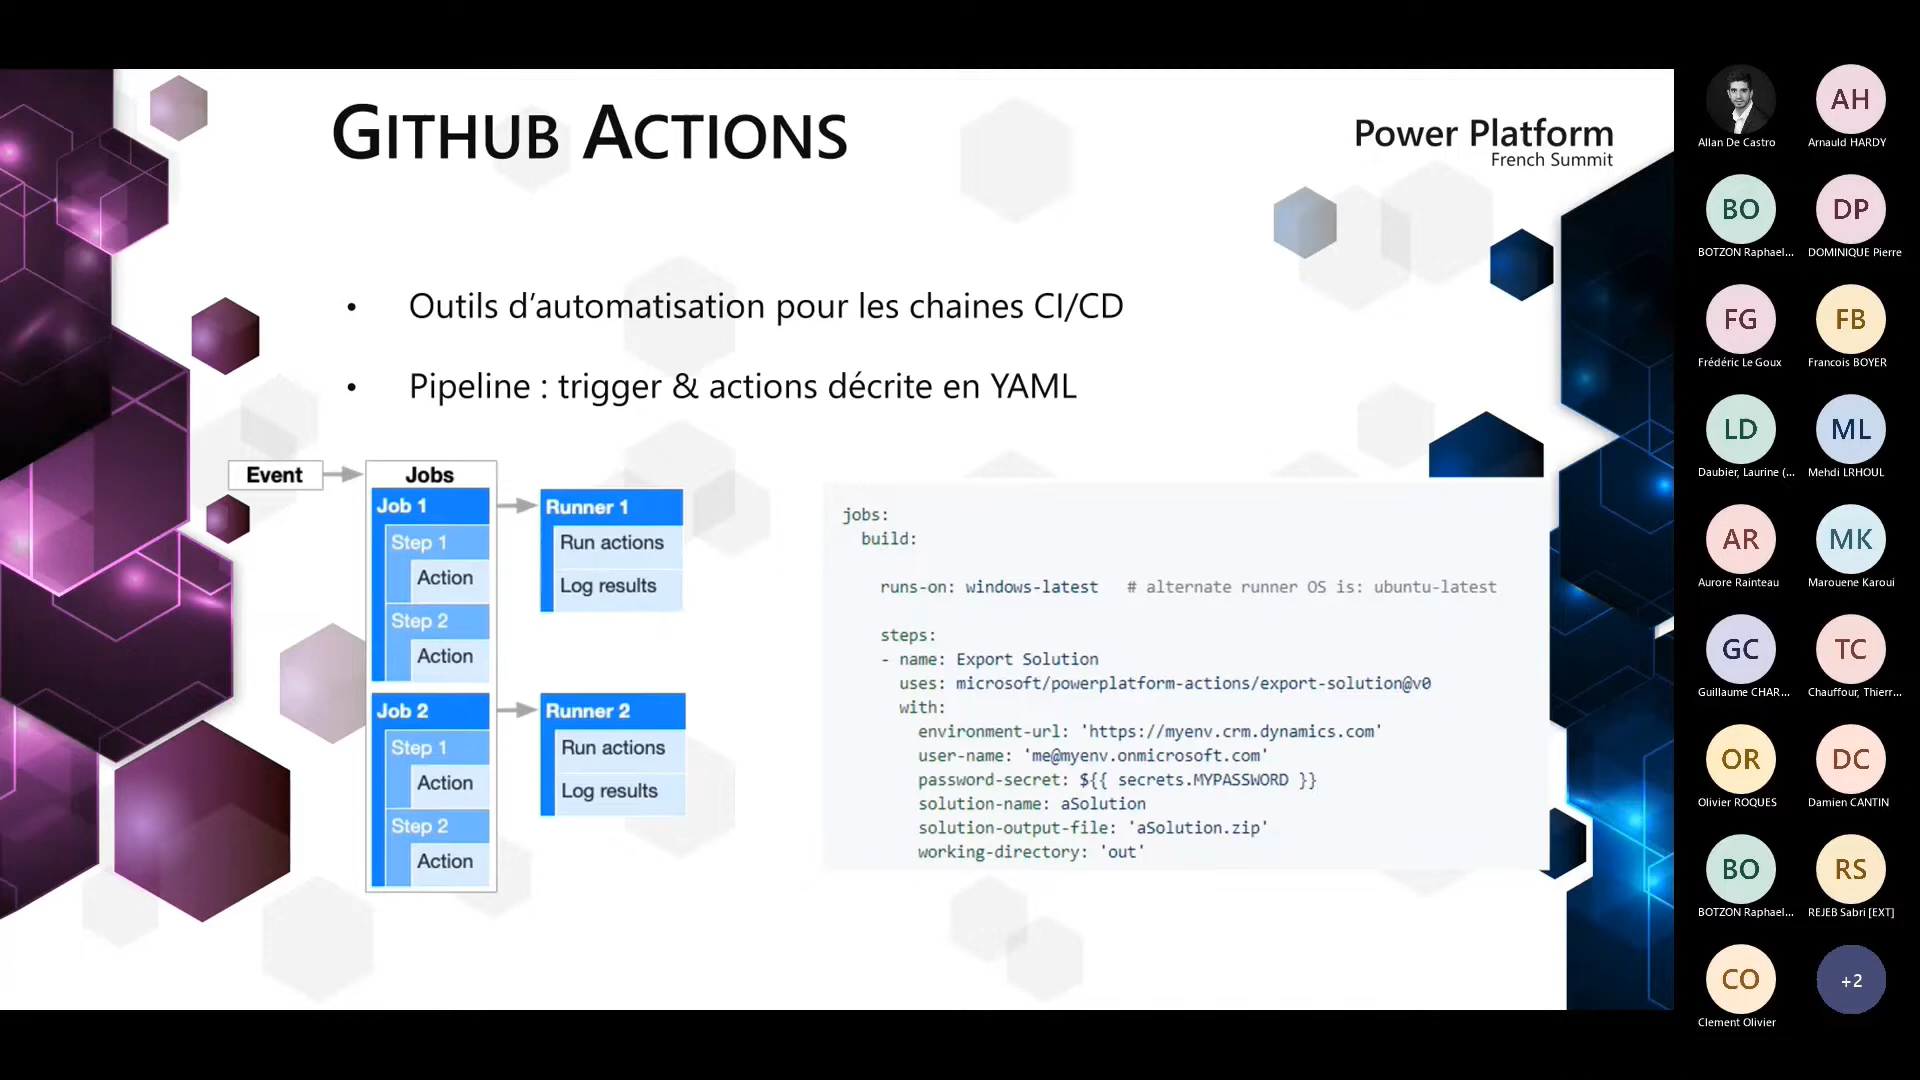 GITHUB ACTIONS
Power Platform
French Summit
• Outils d’automatisation pour les chaines CI/CD
• Pipeline : trigger & actions décrite en YAML
Event
Jobs
Job 1
Step 1
Action
Step 2
Action
Job 2
Step 1
Action
Step 2
Action
Runner 1
Run actions
Log results
Runner 2
Run actions
Log results
jobs:
build:
runs-on: windows-latest # alternate runner OS is: ubuntu-latest
steps:
- name: Export Solution
uses: microsoft/powerplatform-actions/export-solution@v0
with:
environment-url: 'https://myenv.crm.dynamics.com'
user-name: 'me@myenv.onmicrosoft.com'
password-secret: ${{ secrets.MYPASSWORD }}
solution-name: aSolution
solution-output-file: 'aSolution.zip'
working-directory: 'out'
Allan De Castro
AH
Arnauld HARDY
BO
BOTZON Raphael...
DP
DOMINIQUE Pierre
FG
Frédéric Le Goux
FB
Francois BOYER
LD
Daubier, Laurine (...
ML
Mehdi LRHOUL
AR
Aurore Rainteau
MK
Marouene Karoui
GC
Guillaume CHAR...
TC
Chauffour, Thierr...
OR
Olivier ROQUES
DC
Damien CANTIN
BO
BOTZON Raphael...
RS
REJEB Sabri [EXT]
CO
Clement Olivier
+2